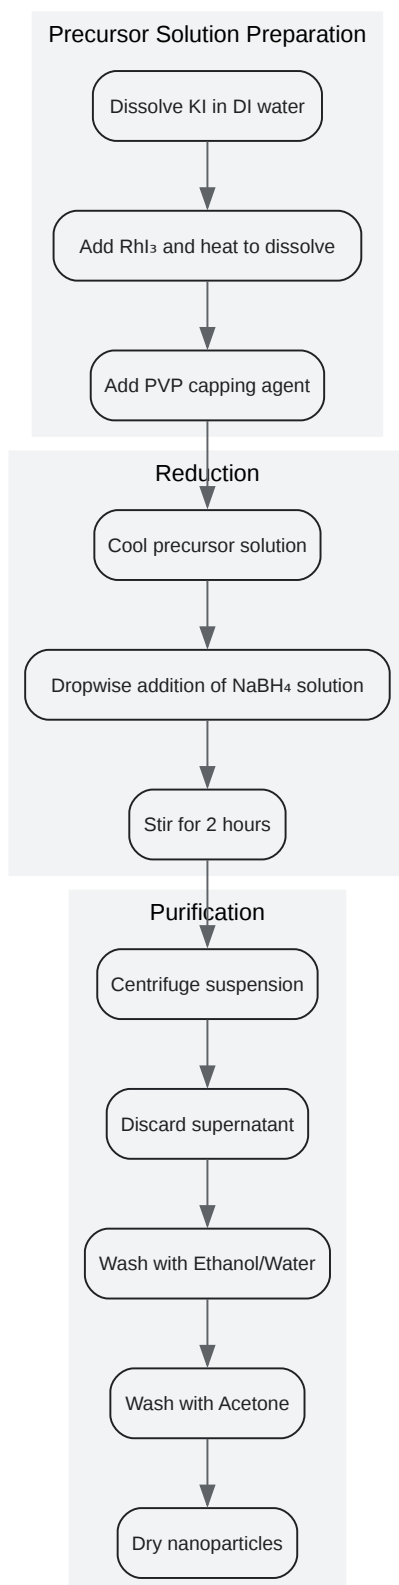 Precursor Solution Preparation
Dissolve KI in DI water
Add RhI₃ and heat to dissolve
Add PVP capping agent
Reduction
Cool precursor solution
Dropwise addition of NaBH₄ solution
Stir for 2 hours
Purification
Centrifuge suspension
Discard supernatant
Wash with Ethanol/Water
Wash with Acetone
Dry nanoparticles